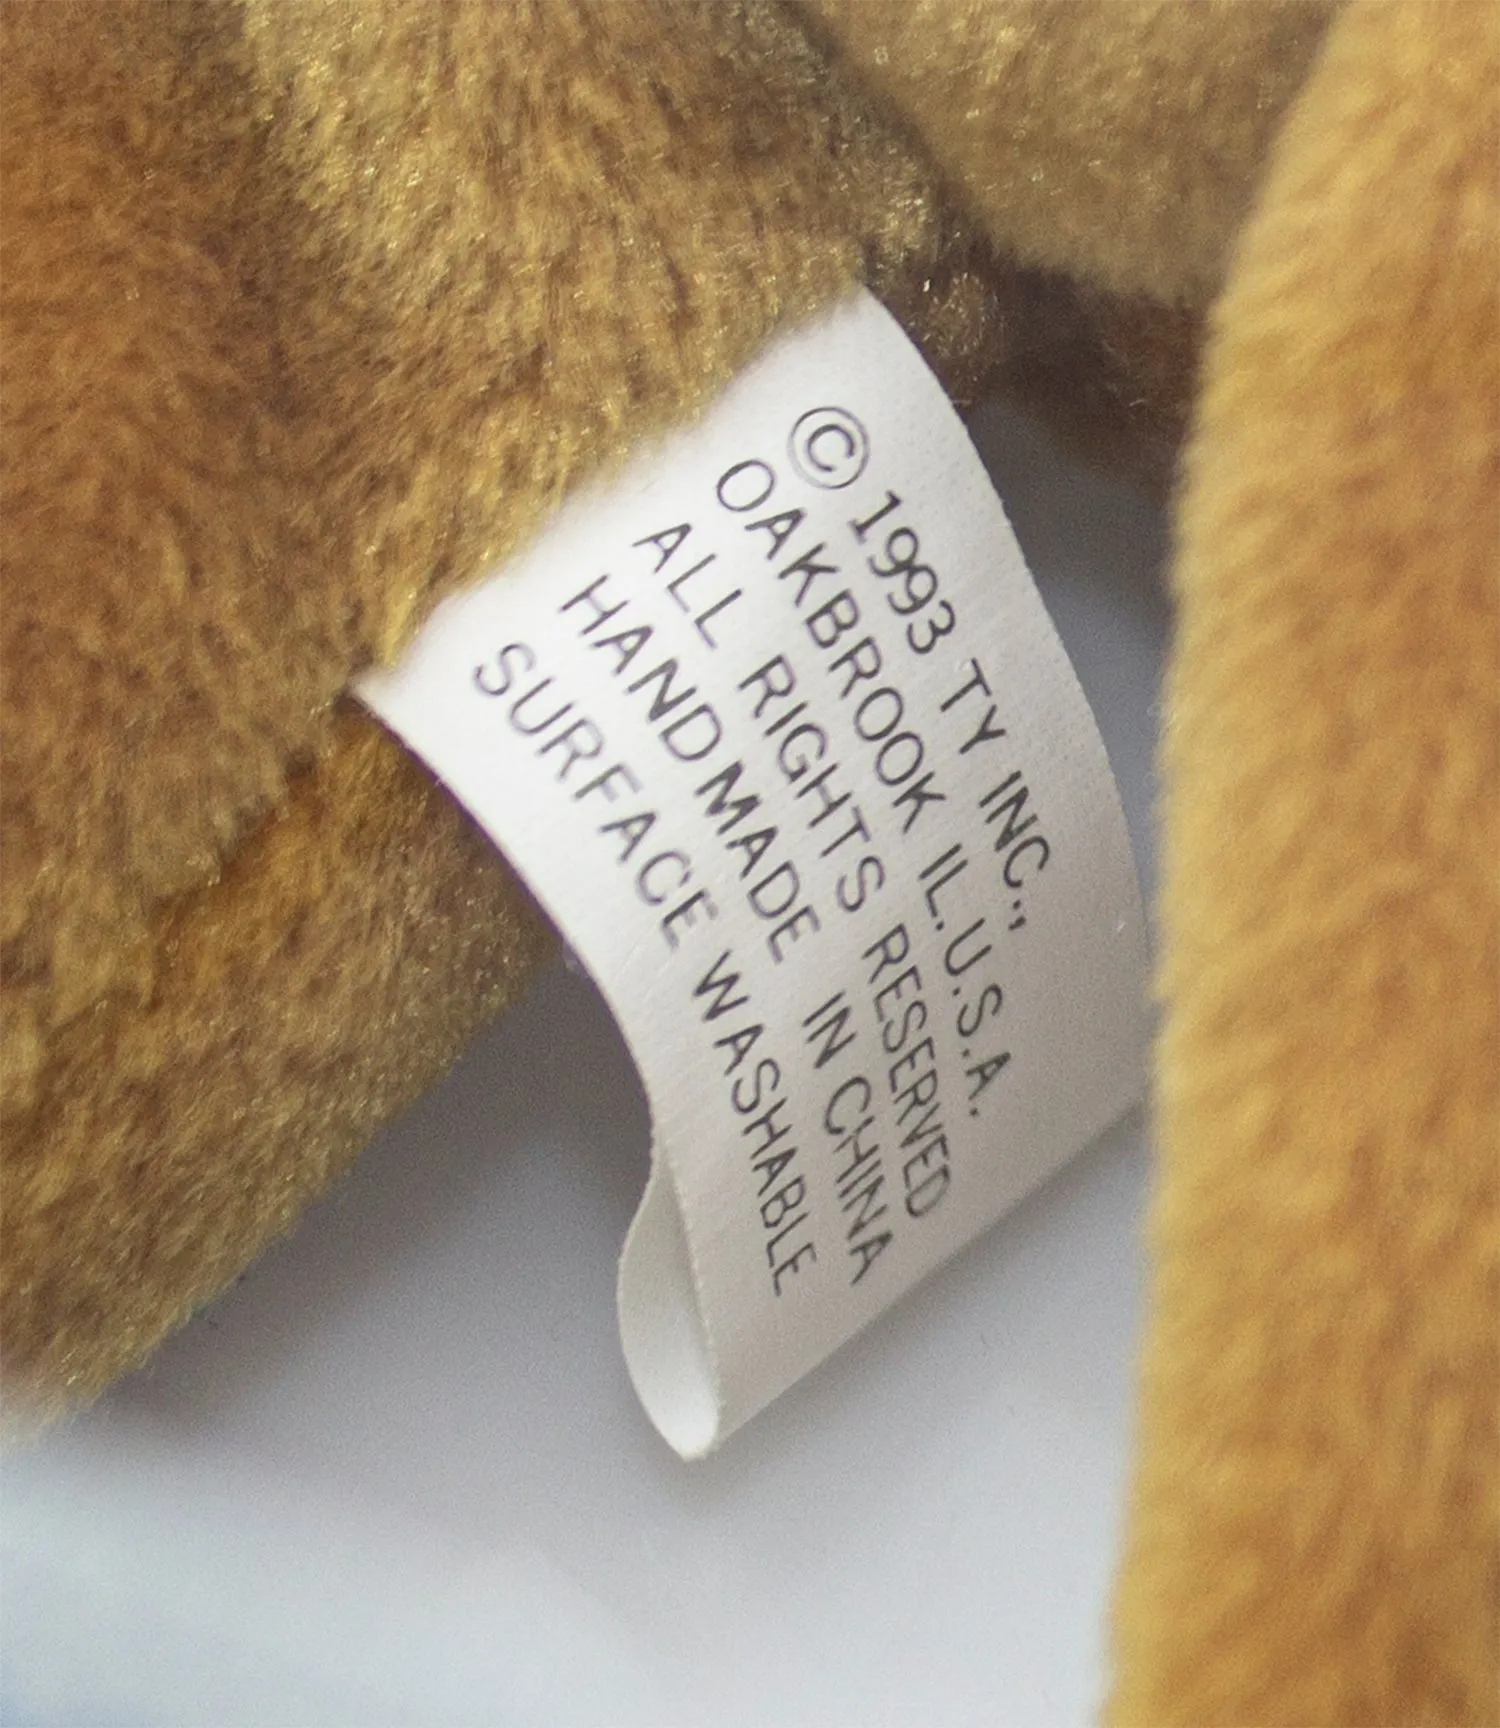 © 1993 TY INC.,
OAKBROOK IL. U.S.A.
ALL RIGHTS RESERVED
HAND MADE IN CHINA
SURFACE WASHABLE